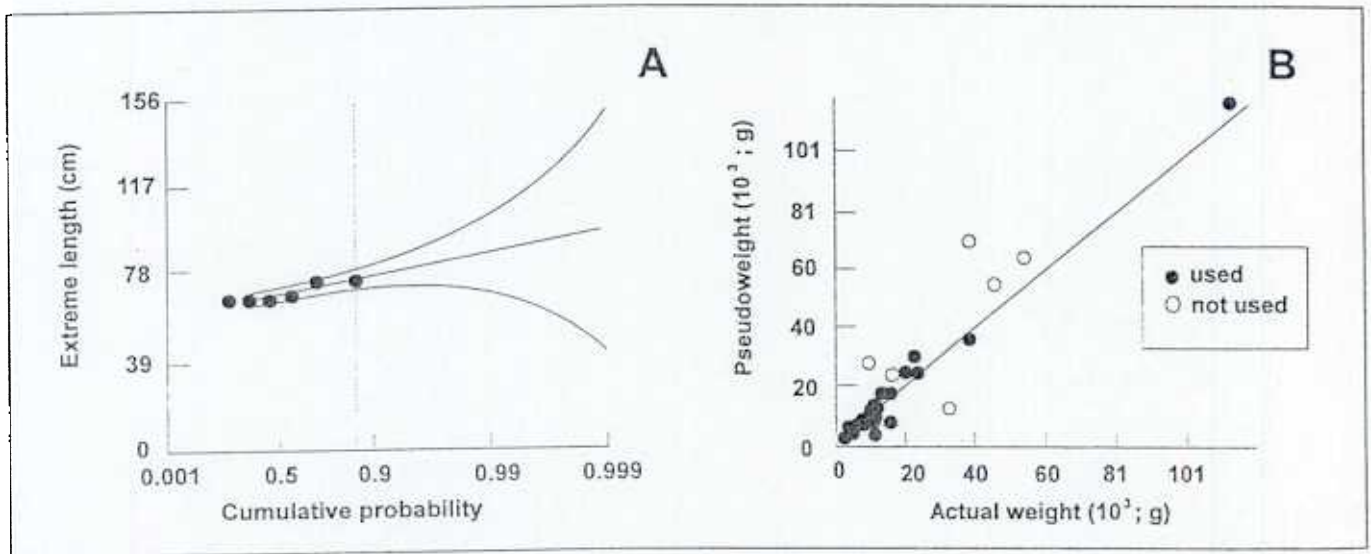 A
156
117
78
39
0
Extreme length (cm)
0.001
0.5
0.9
0.99
0.999
Cumulative probability
B
101
81
60
40
20
0
Pseudoweight (10³; g)
0
20
40
60
81
101
Actual weight (10³; g)
used
not used